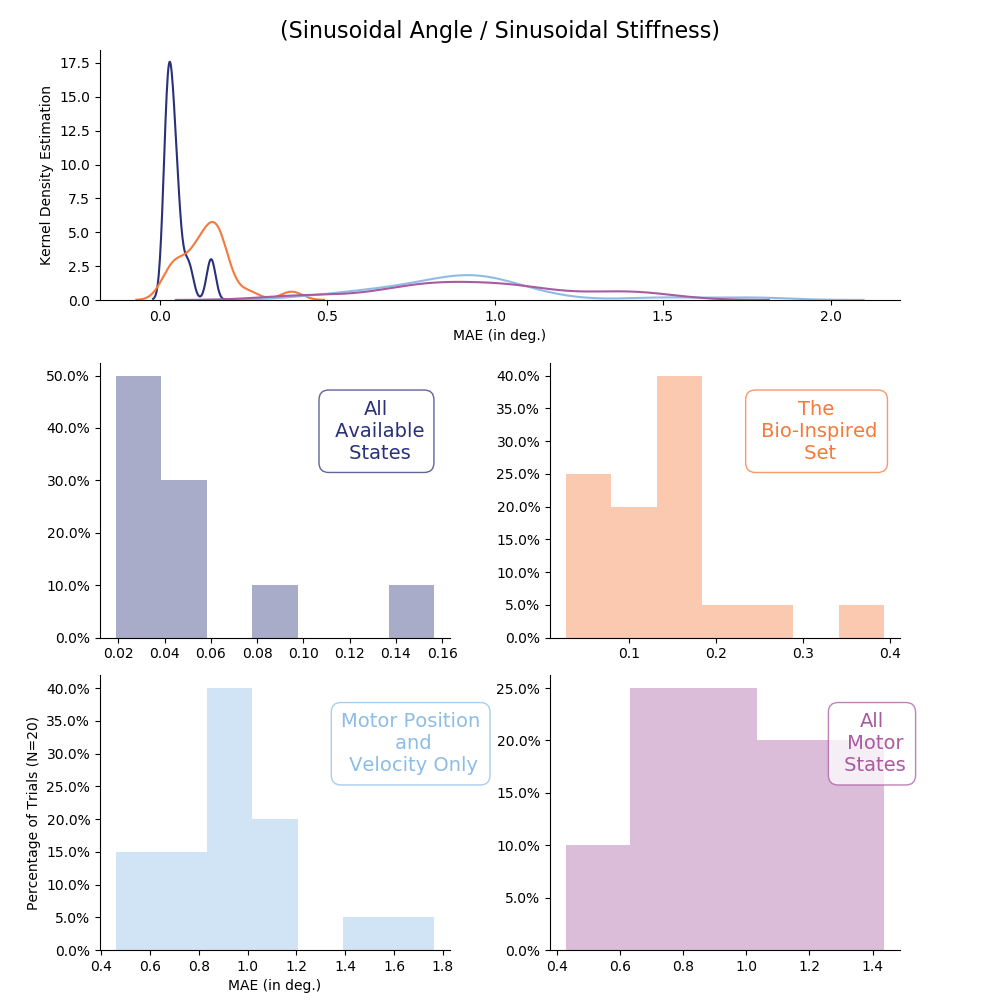 (Sinusoidal Angle / Sinusoidal Stiffness)
Kernel Density Estimation
17.5
15.0
12.5
10.0
7.5
5.0
2.5
0.0
0.0 0.5 1.0 1.5 2.0
MAE (in deg.)
50.0%
40.0%
30.0%
20.0%
10.0%
0.0%
0.02 0.04 0.06 0.08 0.10 0.12 0.14 0.16
All
Available
States
40.0%
35.0%
30.0%
25.0%
20.0%
15.0%
10.0%
5.0%
0.0%
0.1 0.2 0.3 0.4
The
Bio-Inspired
Set
Percentage of Trials (N=20)
40.0%
35.0%
30.0%
25.0%
20.0%
15.0%
10.0%
5.0%
0.0%
0.4 0.6 0.8 1.0 1.2 1.4 1.6 1.8
MAE (in deg.)
Motor Position
and
Velocity Only
25.0%
20.0%
15.0%
10.0%
5.0%
0.0%
0.4 0.6 0.8 1.0 1.2 1.4
All
Motor
States